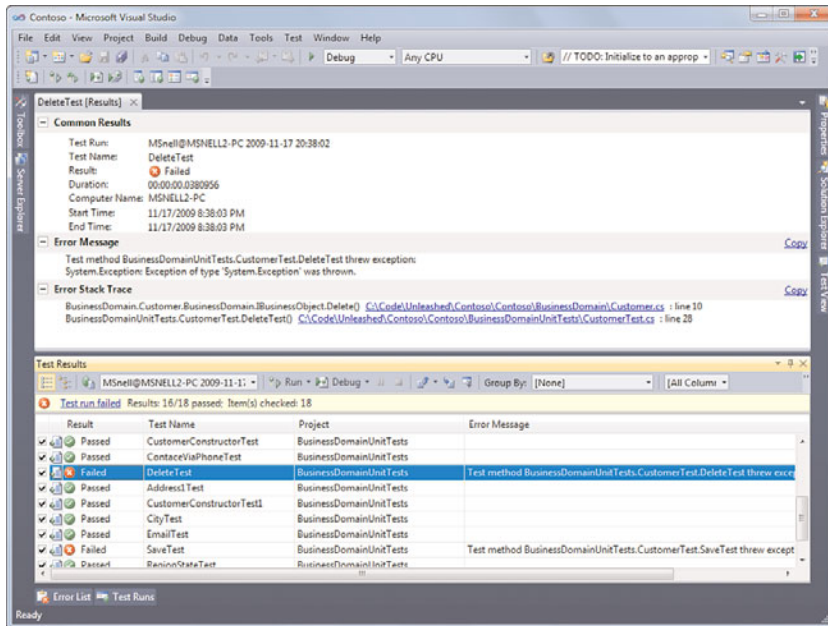 Contoso - Microsoft Visual Studio
File Edit View Project Build Debug Data Tools Test Window Help
Debug Any CPU // TODO: Initialize to an approp
DeleteTest [Results]
Toolbox
Server Explorer
Properties
Solution Explorer
Test View
Common Results
Test Run: MSnell@MSNELL2-PC 2009-11-17 20:38:02
Test Name: DeleteTest
Result: Failed
Duration: 00:00:00.0380956
Computer Name: MSNELL2-PC
Start Time: 11/17/2009 8:38:03 PM
End Time: 11/17/2009 8:38:03 PM
Error Message Copy
Test method BusinessDomainUnitTests.CustomerTest.DeleteTest threw exception:
System.Exception: Exception of type 'System.Exception' was thrown.
Error Stack Trace Copy
BusinessDomain.Customer.BusinessDomain.IBusinessObject.Delete() C:\Code\Unleashed\Contoso\Contoso\BusinessDomain\Customer.cs : line 10
BusinessDomainUnitTests.CustomerTest.DeleteTest() C:\Code\Unleashed\Contoso\Contoso\BusinessDomainUnitTests\CustomerTest.cs : line 28
Test Results
MSnell@MSNELL2-PC 2009-11-17 Run Debug Group By: [None] [All Column
Test run failed Results: 16/18 passed; Item(s) checked: 18
Result Test Name Project Error Message
Passed CustomerConstructorTest BusinessDomainUnitTests
Passed ContaceViaPhoneTest BusinessDomainUnitTests
Failed DeleteTest BusinessDomainUnitTests Test method BusinessDomainUnitTests.CustomerTest.DeleteTest threw excep
Passed Address1Test BusinessDomainUnitTests
Passed CustomerConstructorTest1 BusinessDomainUnitTests
Passed CityTest BusinessDomainUnitTests
Passed EmailTest BusinessDomainUnitTests
Failed SaveTest BusinessDomainUnitTests Test method BusinessDomainUnitTests.CustomerTest.SaveTest threw except
Passed RegionStateTest BusinessDomainUnitTests
Error List Test Runs
Ready